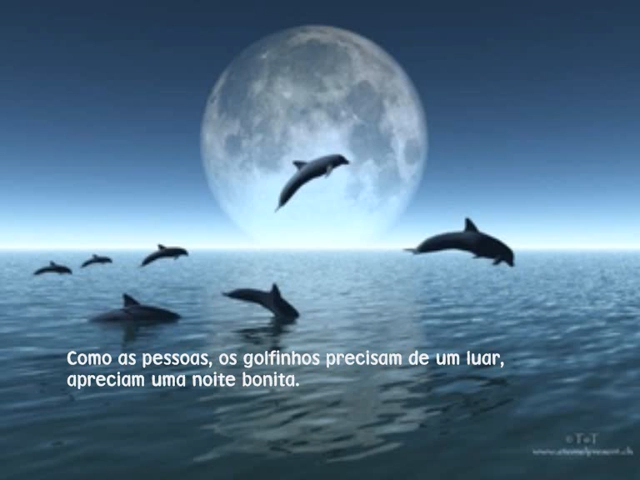 Como as pessoas, os golfinhos precisam de um luar,
apreciam uma noite bonita.
© T+T